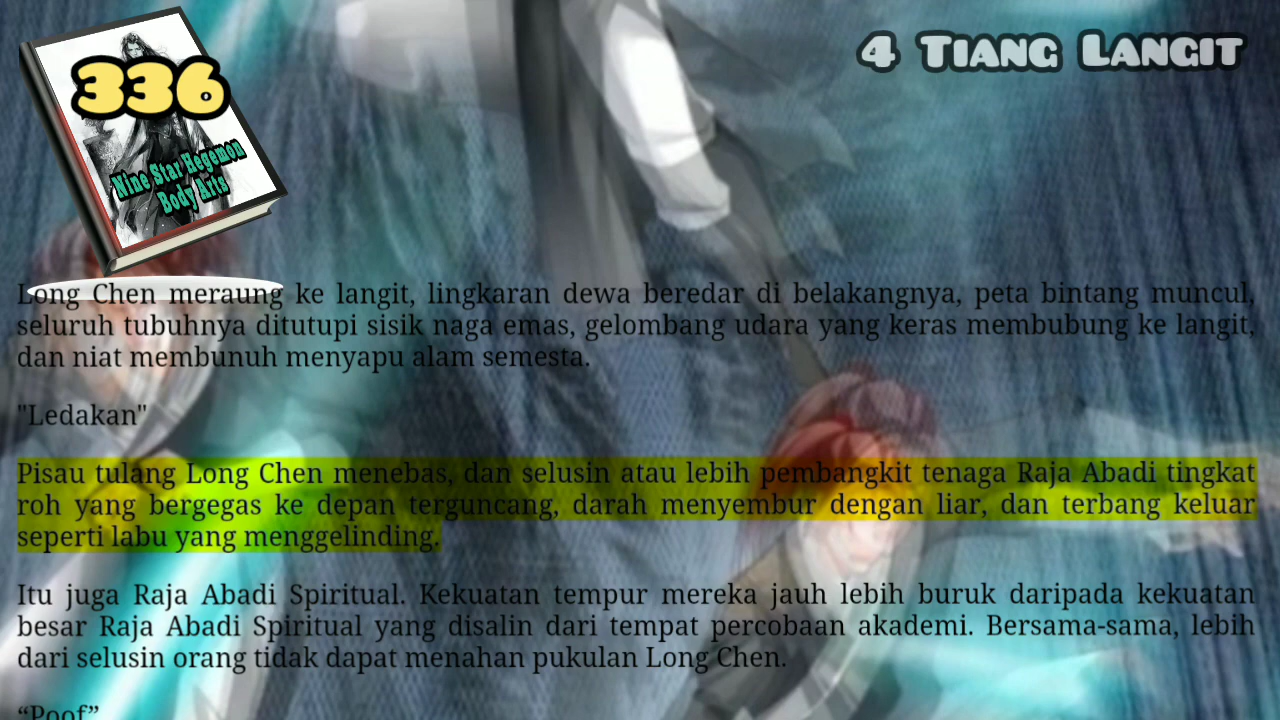 336
Nine Star Hegemon
Body Arts
4 Tiang Langit
Long Chen meraung ke langit, lingkaran dewa beredar di belakangnya, peta bintang muncul,
seluruh tubuhnya ditutupi sisik naga emas, gelombang udara yang keras membubung ke langit,
dan niat membunuh menyapu alam semesta.
"Ledakan"
Pisau tulang Long Chen menebas, dan selusin atau lebih pembangkit tenaga Raja Abadi tingkat
roh yang bergegas ke depan terguncang, darah menyembur dengan liar, dan terbang keluar
seperti labu yang menggelinding.
Itu juga Raja Abadi Spiritual. Kekuatan tempur mereka jauh lebih buruk daripada kekuatan
besar Raja Abadi Spiritual yang disalin dari tempat percobaan akademi. Bersama-sama, lebih
dari selusin orang tidak dapat menahan pukulan Long Chen.
“Poof”